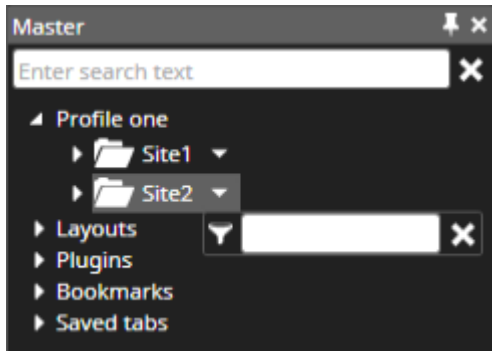 Master
Enter search text
Profile one
Site1
Site2
Layouts
Plugins
Bookmarks
Saved tabs